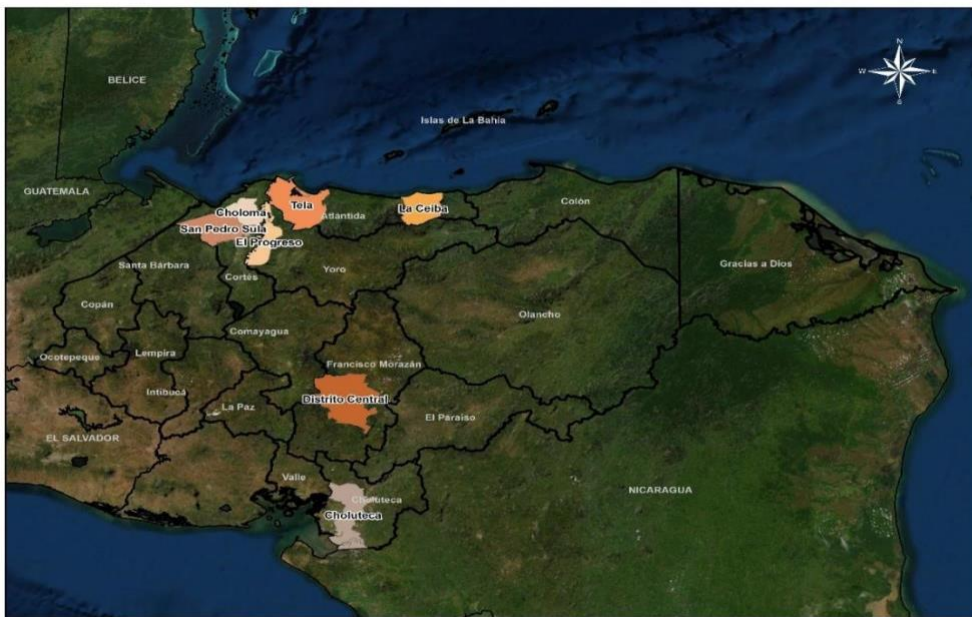 N
W
E
S
BELICE
Islas de La Bahía
GUATEMALA
Choloma
Tela
Atlantida
La Ceiba
Colón
San Pedro Sula
El Progreso
Santa Bárbara
Cortés
Yoro
Gracias a Dios
Copán
Olancho
Comayagua
Ocotepeque
Lempira
Francisco Morazán
Intibucá
La Paz
Distrito Central
El Paraíso
EL SALVADOR
Valle
NICARAGUA
Choluteca
Choluteca